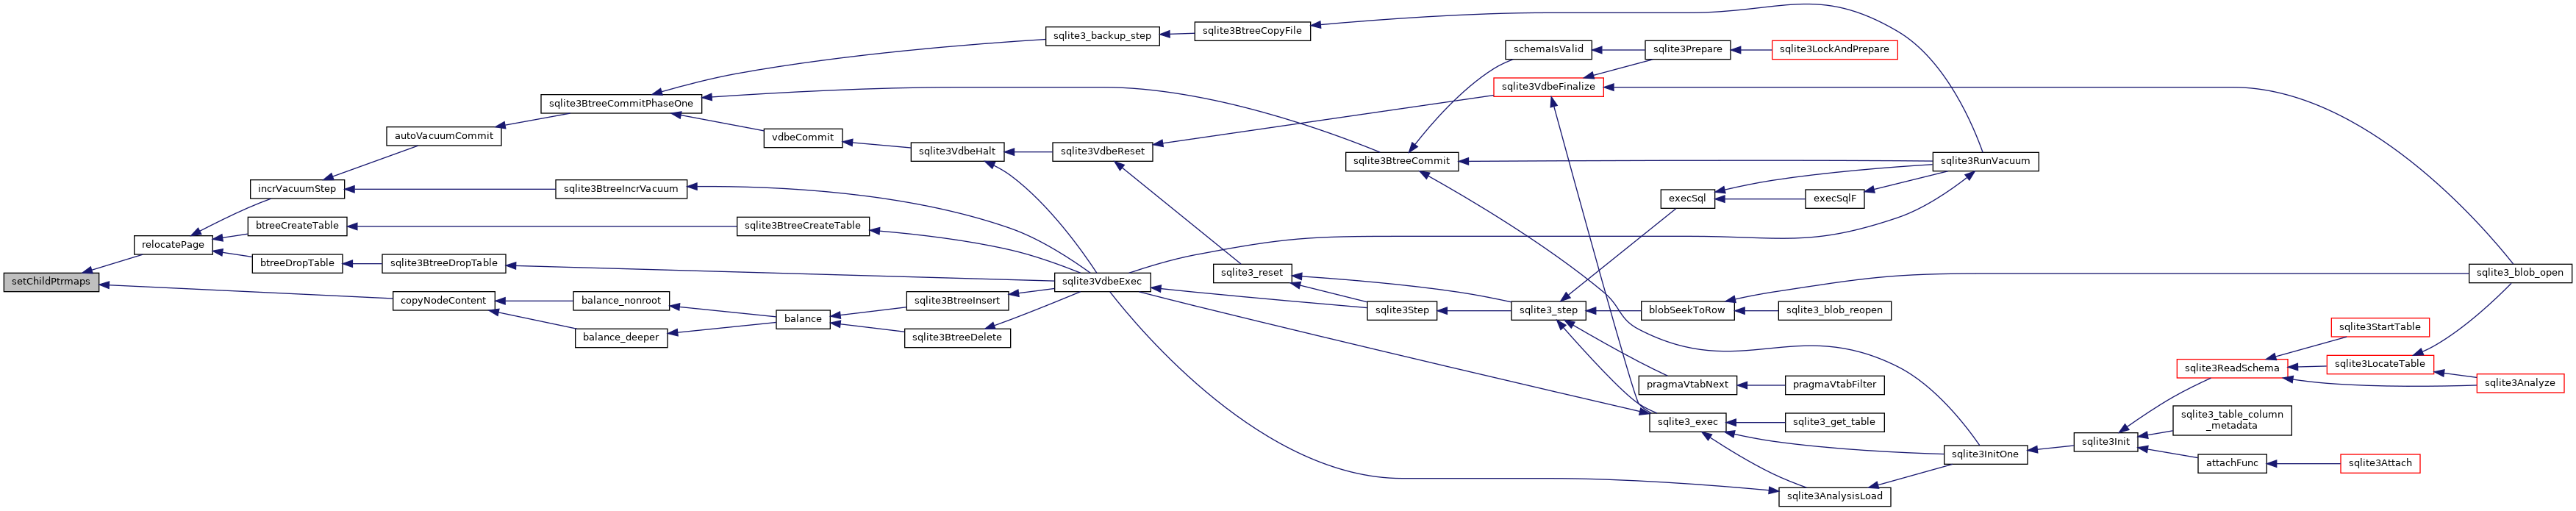 setChildPtrmaps
relocatePage
incrVacuumStep
autoVacuumCommit
sqlite3BtreeCommitPhaseOne
sqlite3_backup_step
sqlite3BtreeCopyFile
sqlite3RunVacuum
sqlite3VdbeExec
sqlite3BtreeCommit
schemaIsValid
sqlite3Prepare
sqlite3LockAndPrepare
sqlite3InitOne
sqlite3Init
sqlite3ReadSchema
sqlite3StartTable
sqlite3LocateTable
sqlite3Analyze
sqlite3_blob_open
sqlite3_table_column
_metadata
attachFunc
sqlite3Attach
vdbeCommit
sqlite3VdbeHalt
sqlite3VdbeReset
sqlite3VdbeFinalize
sqlite3_reset
sqlite3Step
sqlite3_step
execSql
execSqlF
blobSeekToRow
sqlite3_blob_reopen
pragmaVtabNext
pragmaVtabFilter
sqlite3_exec
sqlite3_get_table
sqlite3AnalysisLoad
sqlite3BtreeIncrVacuum
btreeCreateTable
sqlite3BtreeCreateTable
btreeDropTable
sqlite3BtreeDropTable
copyNodeContent
balance_nonroot
balance_deeper
balance
sqlite3BtreeInsert
sqlite3BtreeDelete